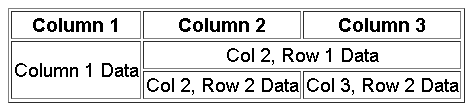 Column 1 Column 2 Column 3
Col 2, Row 1 Data
Column 1 Data
Col 2, Row 2 Data Col 3, Row 2 Data